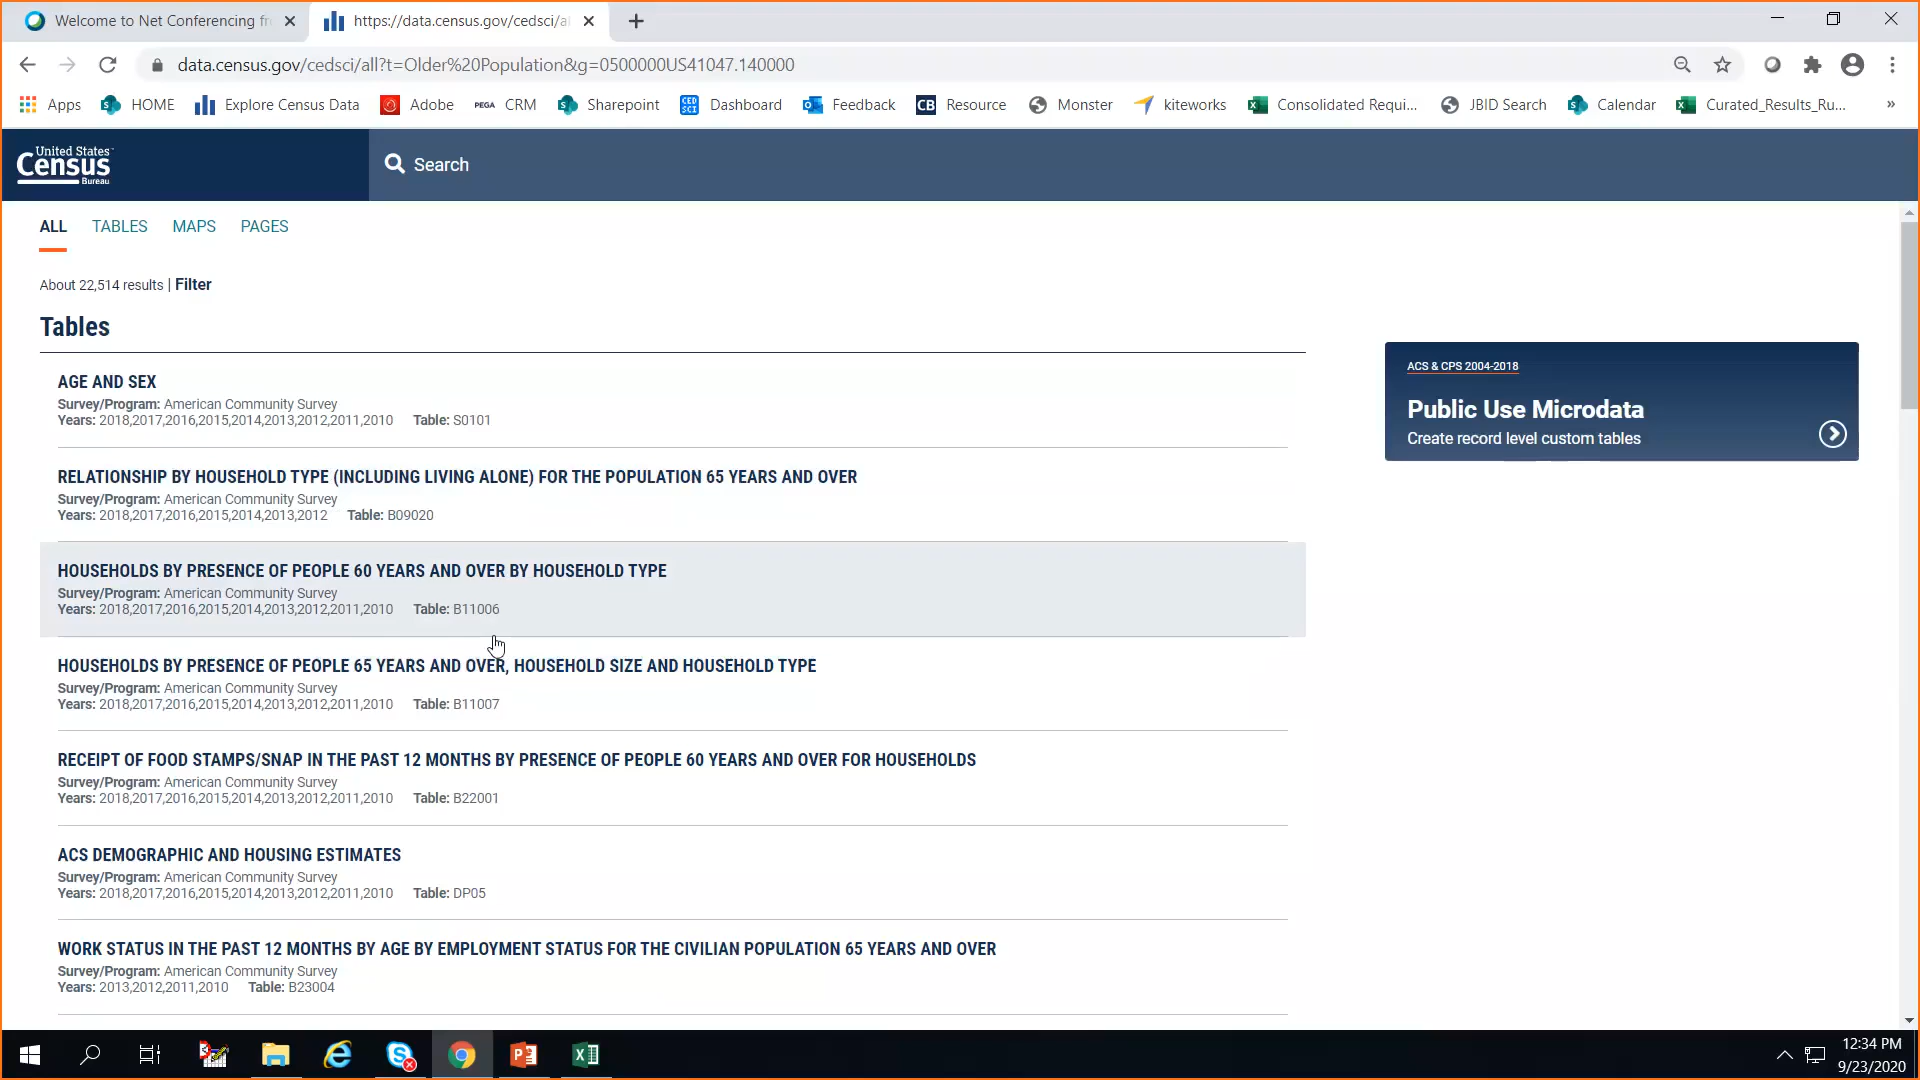 Welcome to Net Conferencing fr
https://data.census.gov/cedsci/al
data.census.gov/cedsci/all?t=Older%20Population&g=0500000US41047.140000
Apps HOME Explore Census Data Adobe PEGA CRM Sharepoint CED SCI Dashboard Feedback CB Resource Monster kiteworks Consolidated Requi... JBID Search Calendar Curated_Results_Ru... »
United States
Census
Bureau
Search
ALL TABLES MAPS PAGES
About 22,514 results | Filter
Tables
AGE AND SEX
Survey/Program: American Community Survey
Years: 2018,2017,2016,2015,2014,2013,2012,2011,2010 Table: S0101
RELATIONSHIP BY HOUSEHOLD TYPE (INCLUDING LIVING ALONE) FOR THE POPULATION 65 YEARS AND OVER
Survey/Program: American Community Survey
Years: 2018,2017,2016,2015,2014,2013,2012 Table: B09020
HOUSEHOLDS BY PRESENCE OF PEOPLE 60 YEARS AND OVER BY HOUSEHOLD TYPE
Survey/Program: American Community Survey
Years: 2018,2017,2016,2015,2014,2013,2012,2011,2010 Table: B11006
HOUSEHOLDS BY PRESENCE OF PEOPLE 65 YEARS AND OVER, HOUSEHOLD SIZE AND HOUSEHOLD TYPE
Survey/Program: American Community Survey
Years: 2018,2017,2016,2015,2014,2013,2012,2011,2010 Table: B11007
RECEIPT OF FOOD STAMPS/SNAP IN THE PAST 12 MONTHS BY PRESENCE OF PEOPLE 60 YEARS AND OVER FOR HOUSEHOLDS
Survey/Program: American Community Survey
Years: 2018,2017,2016,2015,2014,2013,2012,2011,2010 Table: B22001
ACS DEMOGRAPHIC AND HOUSING ESTIMATES
Survey/Program: American Community Survey
Years: 2018,2017,2016,2015,2014,2013,2012,2011,2010 Table: DP05
WORK STATUS IN THE PAST 12 MONTHS BY AGE BY EMPLOYMENT STATUS FOR THE CIVILIAN POPULATION 65 YEARS AND OVER
Survey/Program: American Community Survey
Years: 2013,2012,2011,2010 Table: B23004
ACS & CPS 2004-2018
Public Use Microdata
Create record level custom tables
12:34 PM
9/23/2020